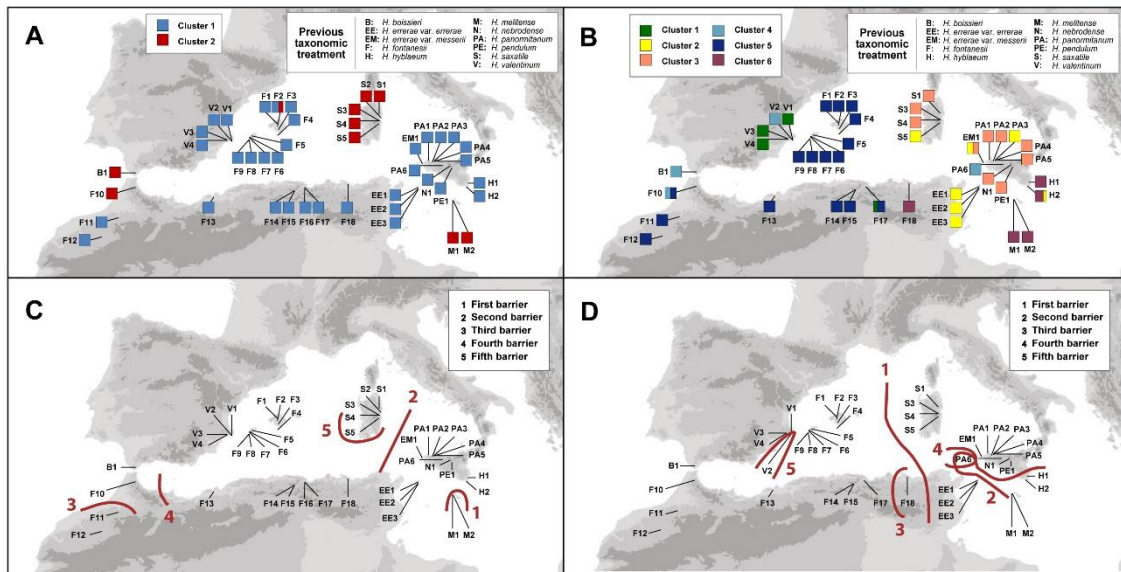 A
Cluster 1
Cluster 2
Previous
taxonomic
treatment
B: H. boissieri
EE: H. errerae var. errerae
EM: H. errerae var. messerii
F: H. fontanesii
H: H. hyblaeum
M: H. melitense
N: H. nebrodense
PA: H. panormitanum
PE: H. pendulum
S: H. saxatile
V: H. valentinum
V2 V1
V3
V4
F1 F2 F3
F4
F5
F9 F8 F7 F6
S2 S1
S3
S4
S5
PA1 PA2 PA3
EM1
PA4
PA5
PA6
N1
PE1
H1
H2
B1
F10
F11
F12
F13
F14 F15 F16 F17 F18
EE1
EE2
EE3
M1 M2
B
Cluster 1
Cluster 2
Cluster 3
Cluster 4
Cluster 5
Cluster 6
Previous
taxonomic
treatment
B: H. boissieri
EE: H. errerae var. errerae
EM: H. errerae var. messerii
F: H. fontanesii
H: H. hyblaeum
M: H. melitense
N: H. nebrodense
PA: H. panormitanum
PE: H. pendulum
S: H. saxatile
V: H. valentinum
V2 V1
V3
V4
F1 F2 F3
F4
F5
F9 F8 F7 F6
S1
S3
S4
S5
PA1 PA2 PA3
EM1
PA4
PA5
PA6
N1
PE1
H1
H2
B1
F10
F11
F12
F13
F14 F15 F17 F18
EE1
EE2
EE3
M1 M2
C
1 First barrier
2 Second barrier
3 Third barrier
4 Fourth barrier
5 Fifth barrier
V2 V1
V3
V4
F1 F2 F3
F4
F5
F9 F8 F7 F6
S2 S1
S3
S4
S5
5
2
PA1 PA2 PA3
EM1
PA4
PA5
PA6
N1
PE1
H1
H2
B1
F10
3
F11
F12
4
F13
F14 F15 F16 F17 F18
EE1
EE2
EE3
1
M1 M2
D
1 First barrier
2 Second barrier
3 Third barrier
4 Fourth barrier
5 Fifth barrier
1
V1
V3
V4
V2
5
F1 F2 F3
F4
F5
F9 F8 F7 F6
S1
S3
S4
S5
4
PA1 PA2 PA3
EM1
PA4
PA5
PA6
N1
PE1
H1
H2
2
B1
F10
F11
F12
F13
F14 F15 F17 F18
3
EE1
EE2
EE3
M1 M2